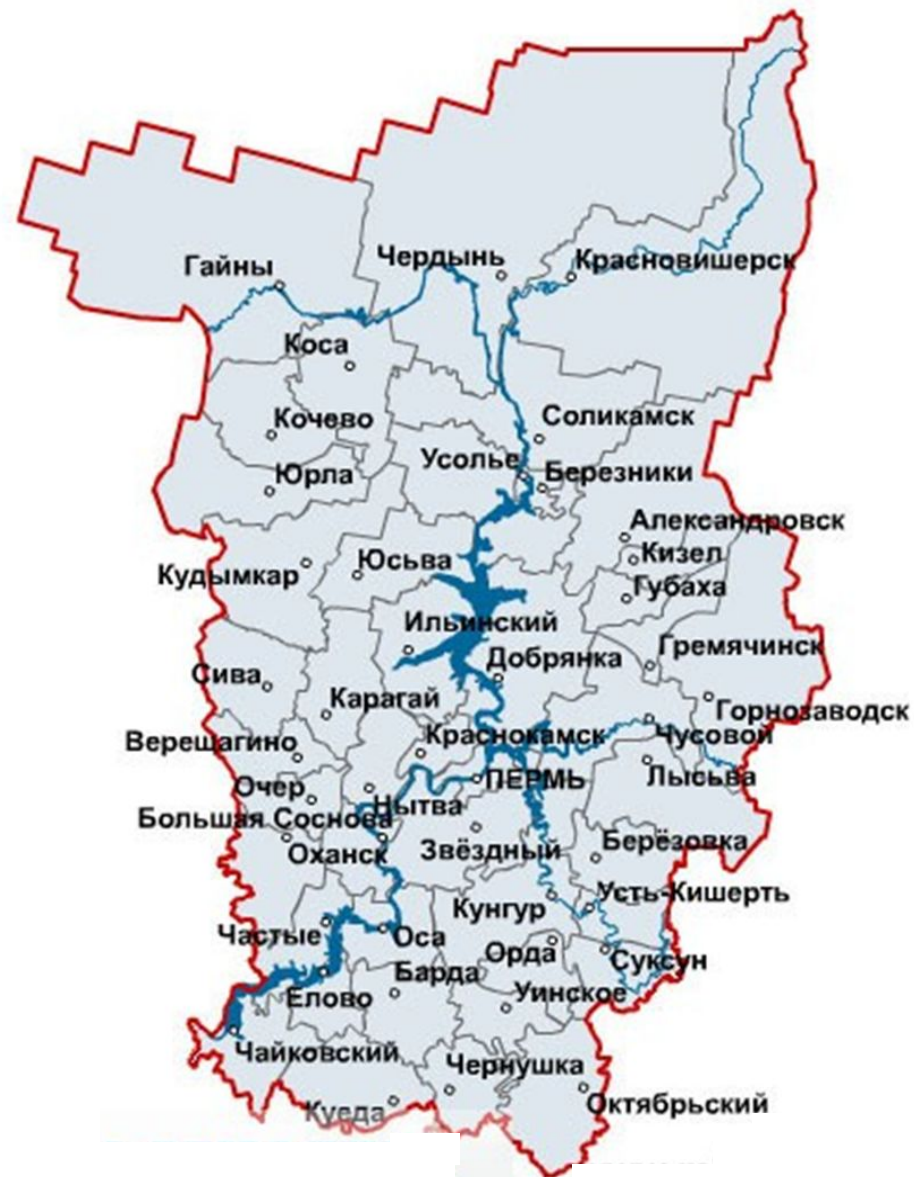 Чердынь
Красновишерск
Гайны
Коса
Кочево
Соликамск
Усолье
Березники
Юрла
Александровск
Кизел
Юсьва
Кудымкар
Губаха
Ильинский
Гремячинск
Добрянка
Сива
Карагай
Горнозаводск
Краснокамск
Чусовой
Верещагино
ПЕРМЬ
Лысьва
Очер
Нытва
Большая Соснова
Звёздный
Берёзовка
Оханск
Усть-Кишерть
Кунгур
Частые
Оса
Орда
Суксун
Барда
Елово
Уинское
Чайковский
Чернушка
Куеда
Октябрьский